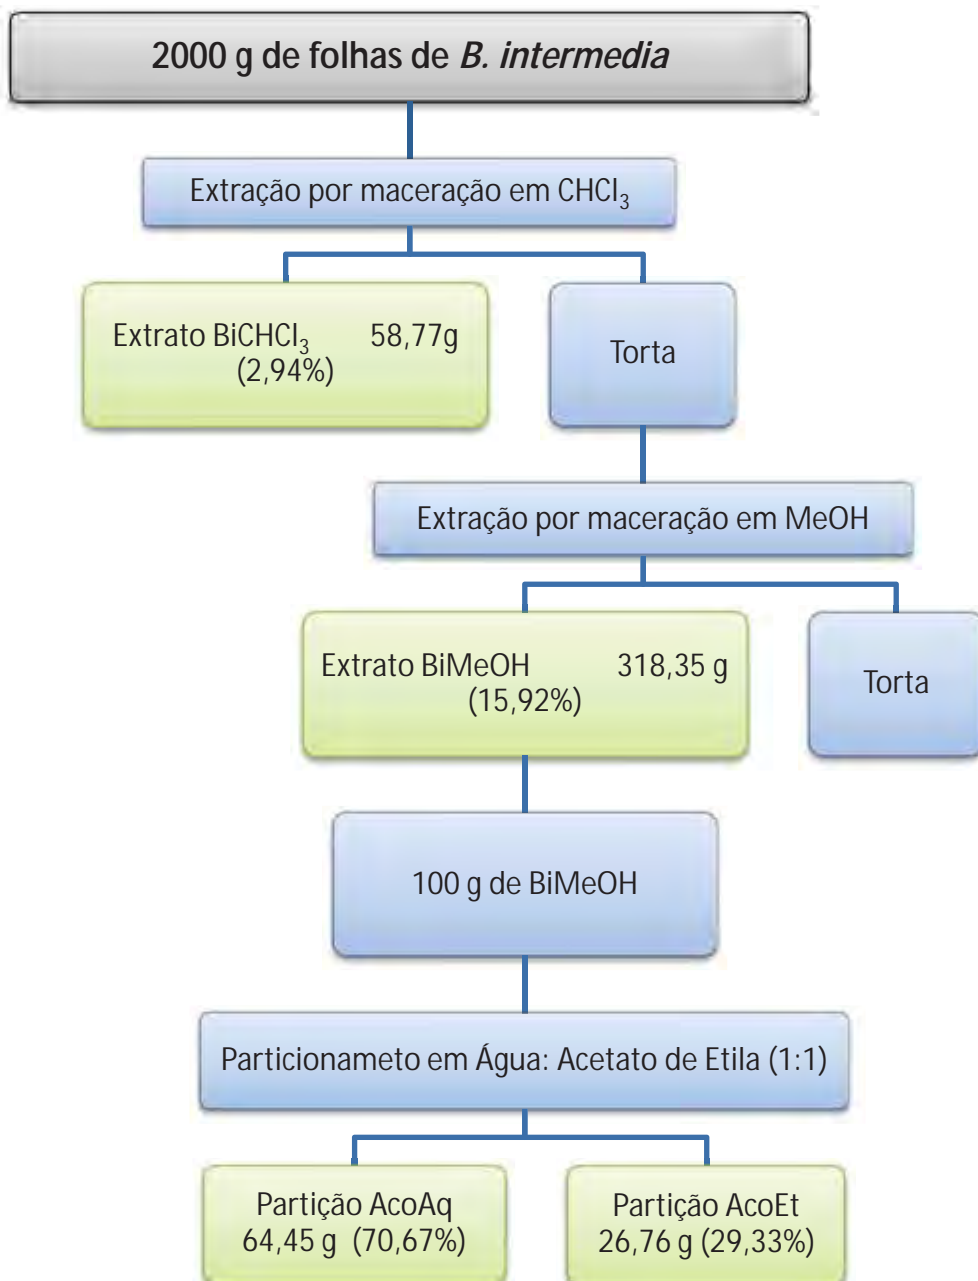 2000 g de folhas de B. intermedia
Extração por maceração em CHCl₃
Extrato BiCHCl₃ 58,77g
(2,94%)
Torta
Extração por maceração em MeOH
Extrato BiMeOH 318,35 g
(15,92%)
Torta
100 g de BiMeOH
Particionameto em Água: Acetato de Etila (1:1)
Partição AcoAq
64,45 g (70,67%)
Partição AcoEt
26,76 g (29,33%)